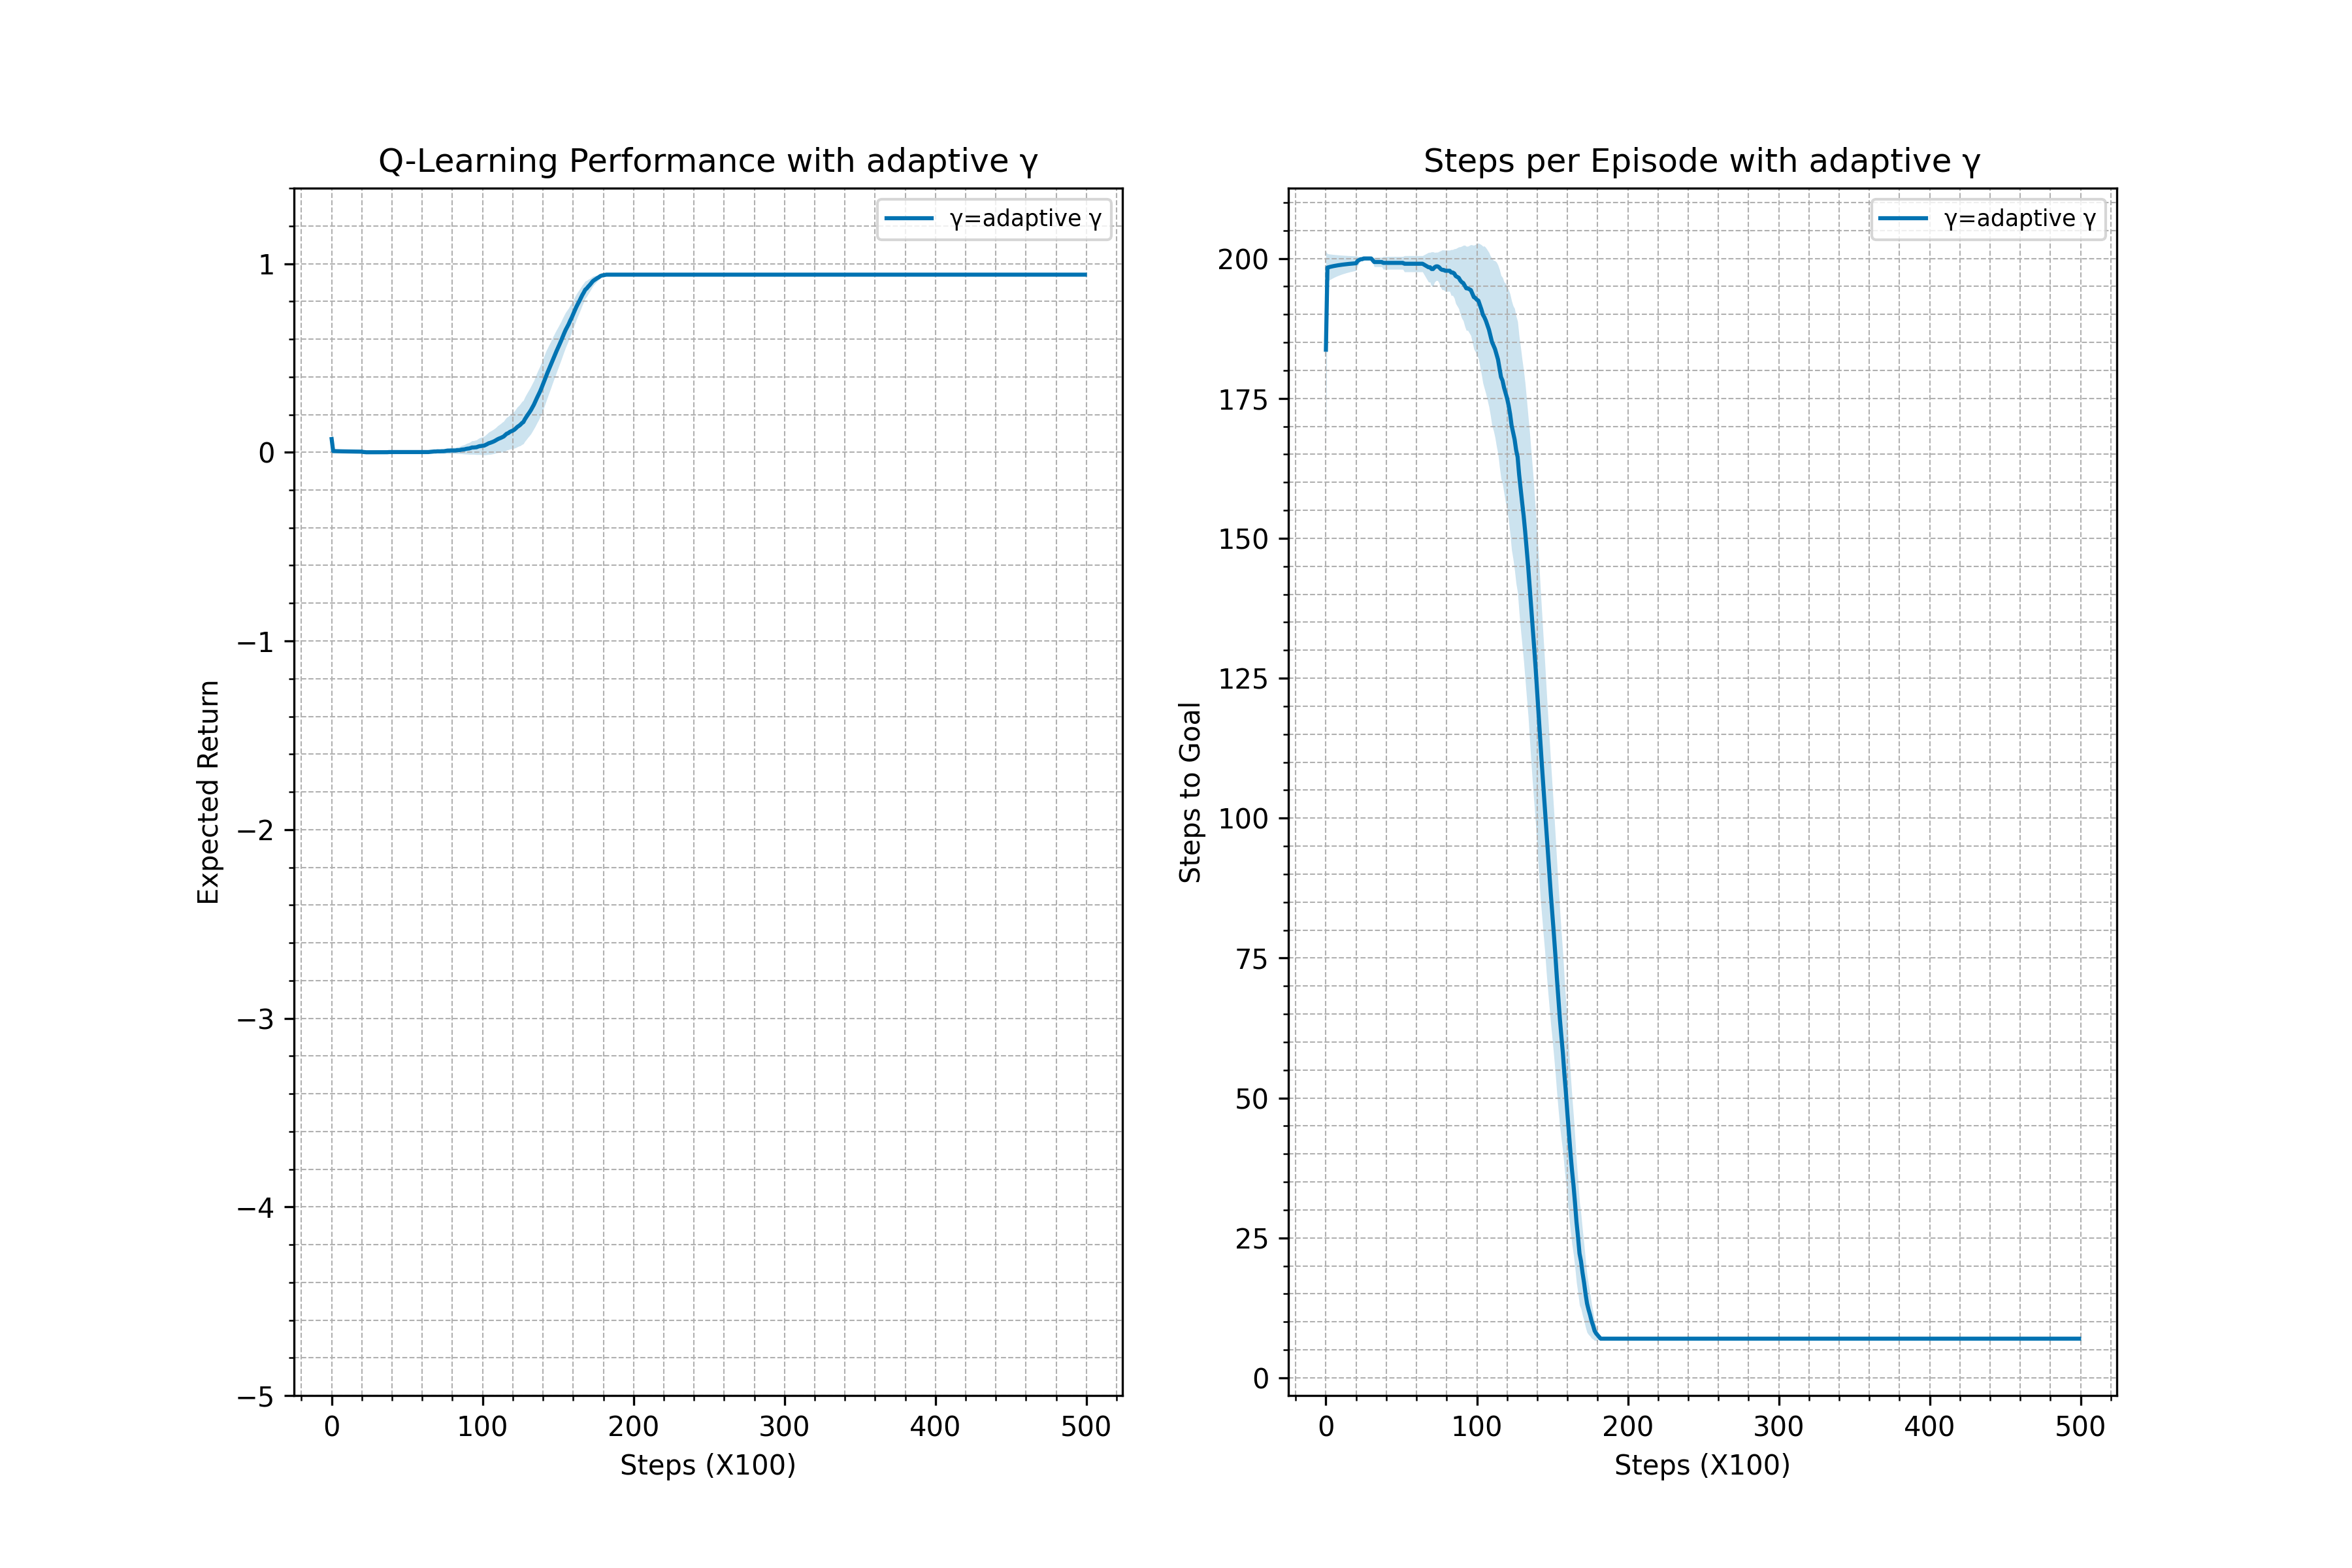 Q-Learning Performance with adaptive γ
γ=adaptive γ
1
0
−1
−2
−3
−4
−5
Expected Return
0 100 200 300 400 500
Steps (X100)
Steps per Episode with adaptive γ
γ=adaptive γ
200
175
150
125
100
75
50
25
0
Steps to Goal
0 100 200 300 400 500
Steps (X100)